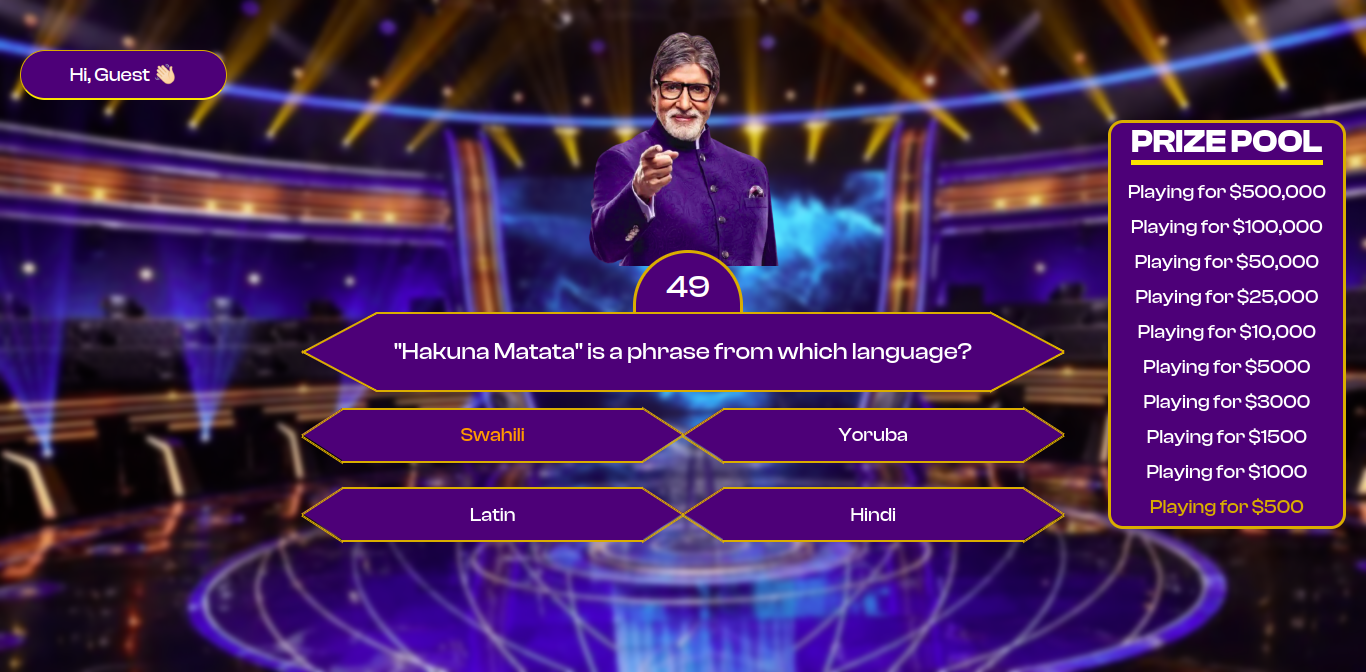 Hi, Guest 👋🏻
49
"Hakuna Matata" is a phrase from which language?
Swahili
Yoruba
Latin
Hindi
PRIZE POOL
Playing for $500,000
Playing for $100,000
Playing for $50,000
Playing for $25,000
Playing for $10,000
Playing for $5000
Playing for $3000
Playing for $1500
Playing for $1000
Playing for $500